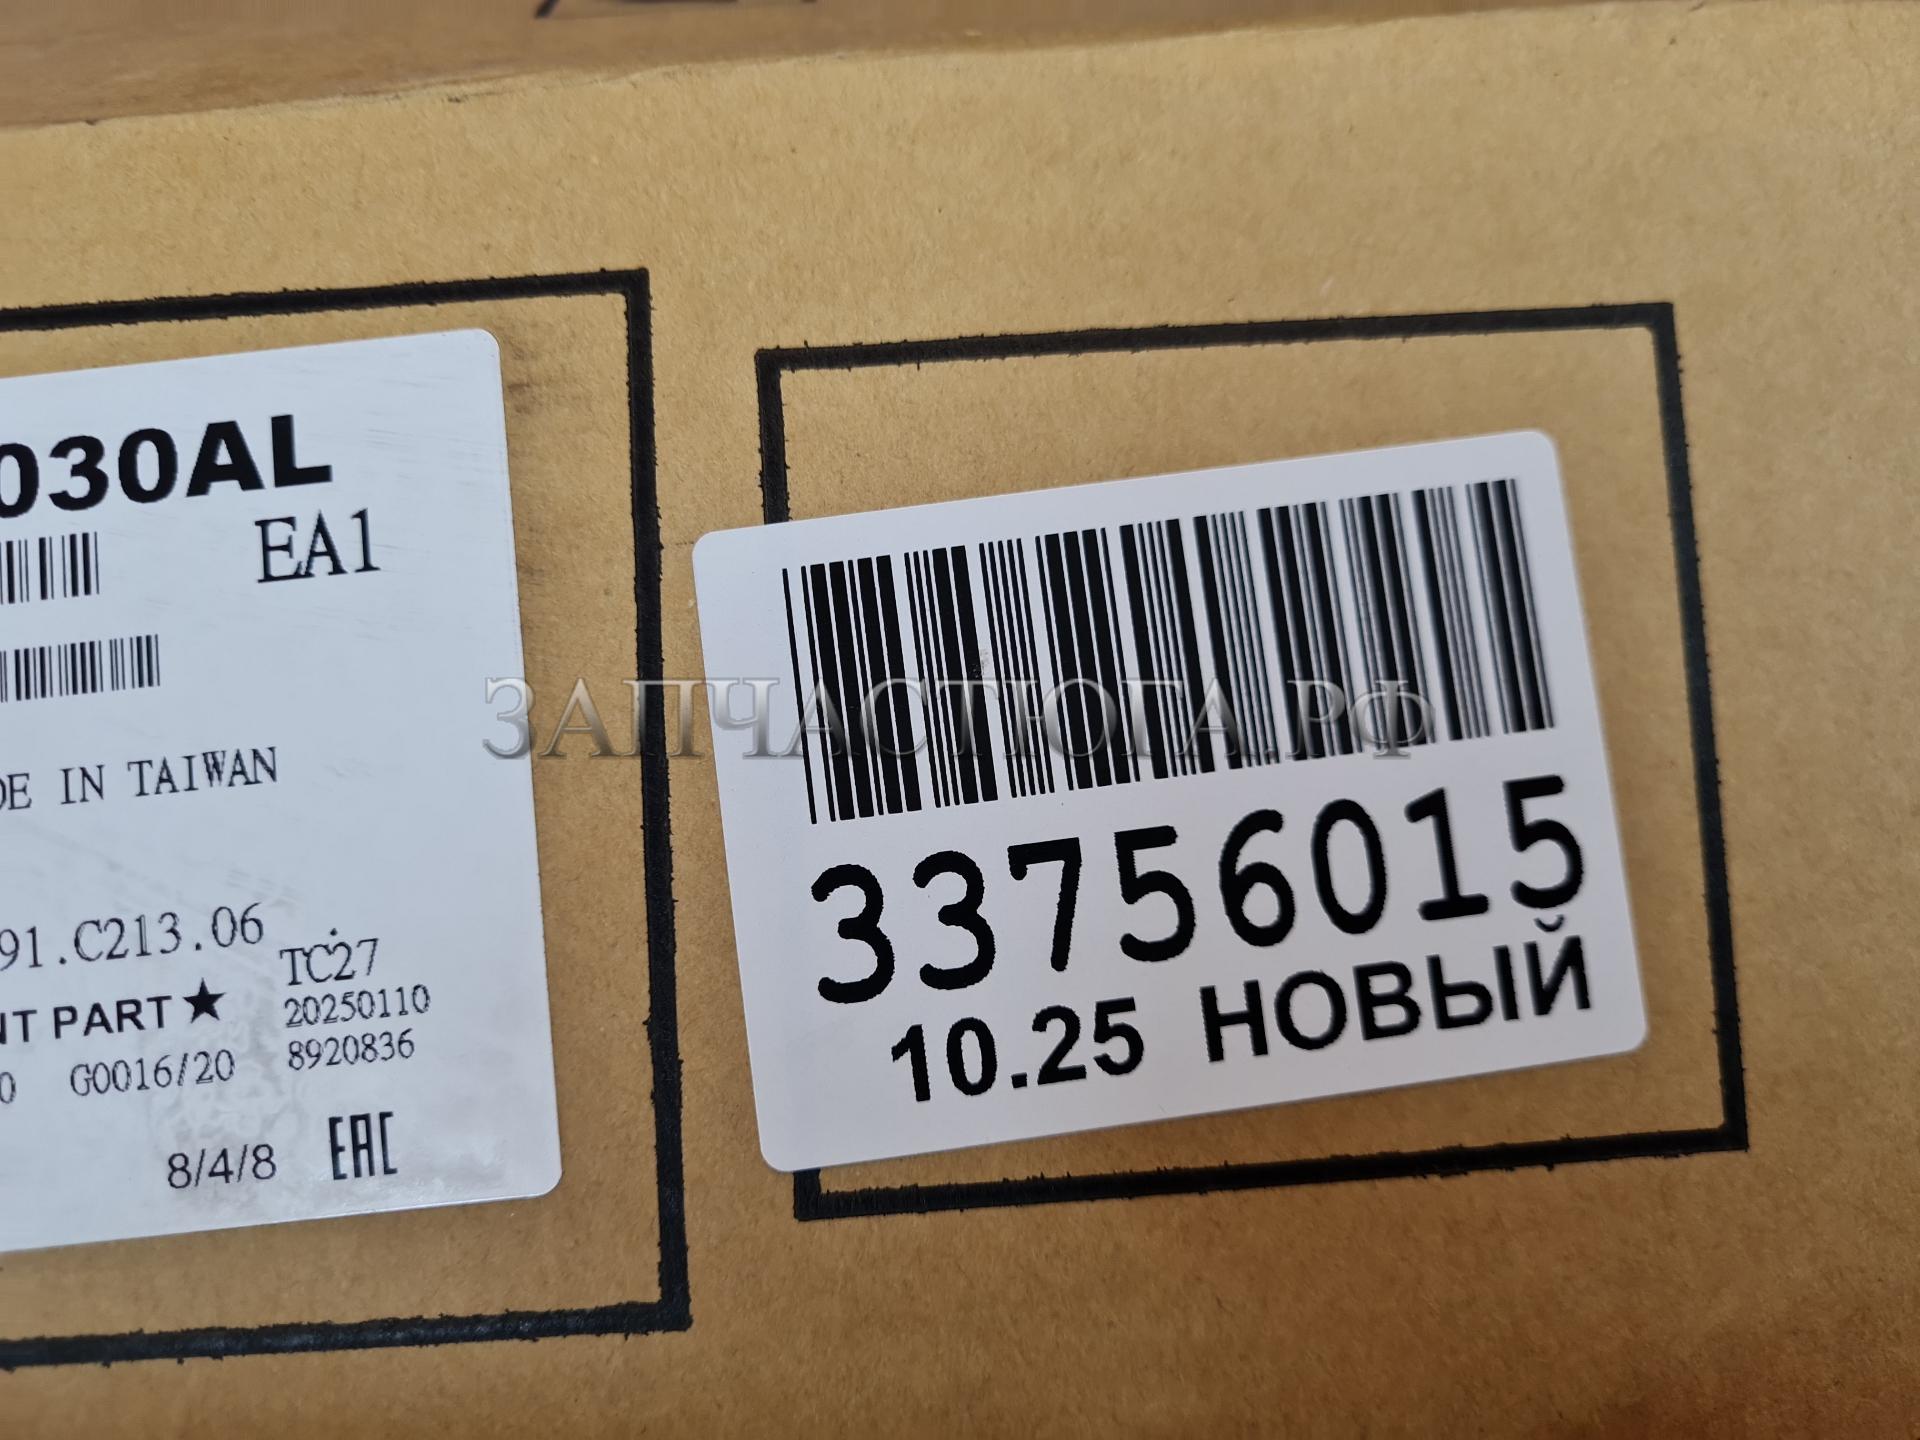 030AL
EA1
DE IN TAIWAN
91.C213.06
TC27
NT PART★
20250110
0 G0016/20
8920836
8/4/8
EAC
ЗАПЧАСТЮГА.РФ
33756015
10.25 НОВЫЙ